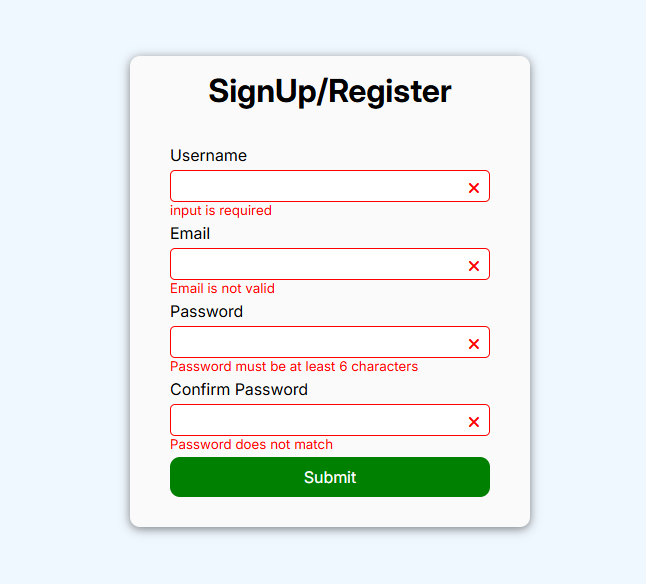 SignUp/Register
Username
input is required
Email
Email is not valid
Password
Password must be at least 6 characters
Confirm Password
Password does not match
Submit